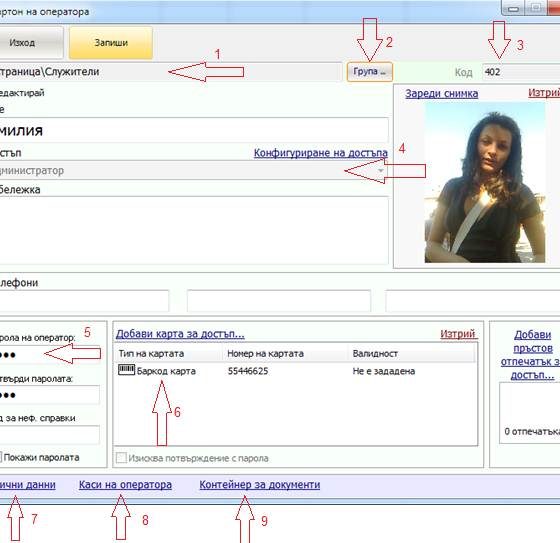 артон на оператора
Изход
Запиши
1
2
3
траница\Служители
Група ...
Код
402
едактирай
Зареди снимка
Изтрий
е
милия
стъп
Конфигуриране на достъпа
4
дминистратор
бележка
лефони
рола на оператор:
5
Добави карта за достъп...
Изтрий
Добави
пръстов
отпечатък за
достъп...
Тип на картата
Номер на картата
Валидност
Баркод карта
55446625
Не е зададена
твърди паролата:
6
д за неф. справки
0 отпечатъка
Покажи паролата
Изисква потвърждение с парола
ични данни
Каси на оператора
Контейнер за документи
7
8
9